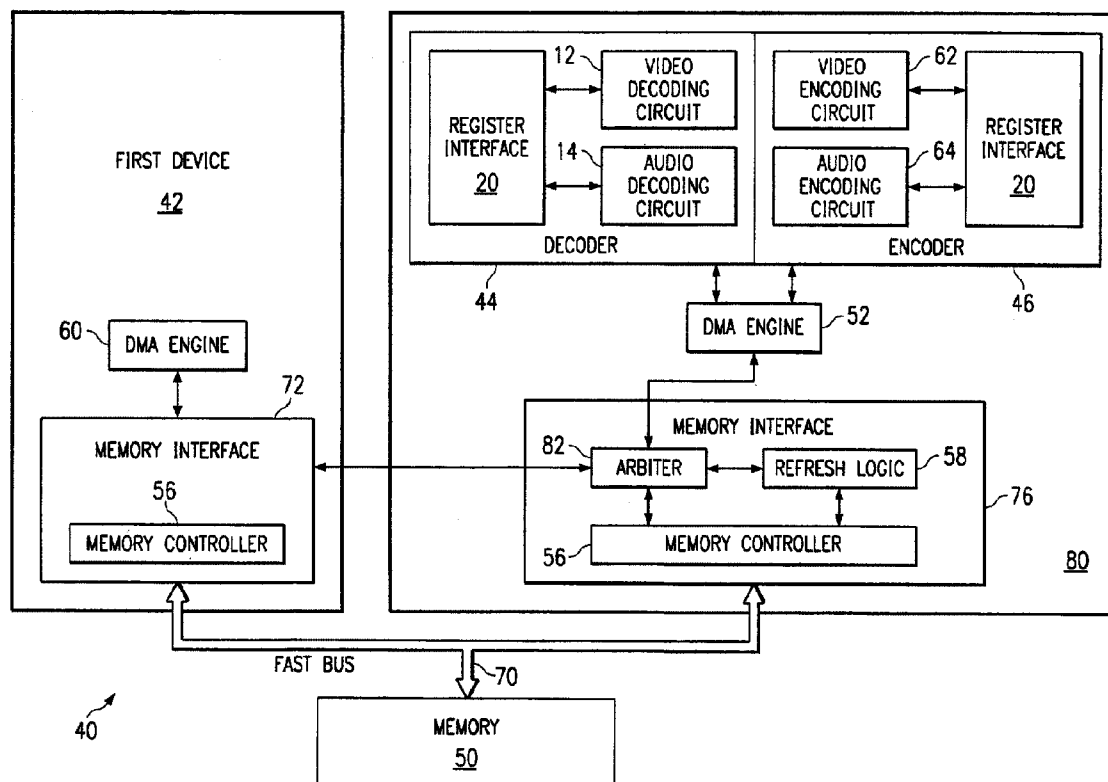 FIRST DEVICE
42
60
DMA ENGINE
72
MEMORY INTERFACE
56
MEMORY CONTROLLER
REGISTER
INTERFACE
20
12
VIDEO
DECODING
CIRCUIT
14
AUDIO
DECODING
CIRCUIT
DECODER
44
VIDEO
ENCODING
CIRCUIT
62
AUDIO
ENCODING
CIRCUIT
64
REGISTER
INTERFACE
20
ENCODER
46
DMA ENGINE
52
MEMORY INTERFACE
82
ARBITER
REFRESH LOGIC
58
76
56
MEMORY CONTROLLER
80
FAST BUS
70
40
MEMORY
50